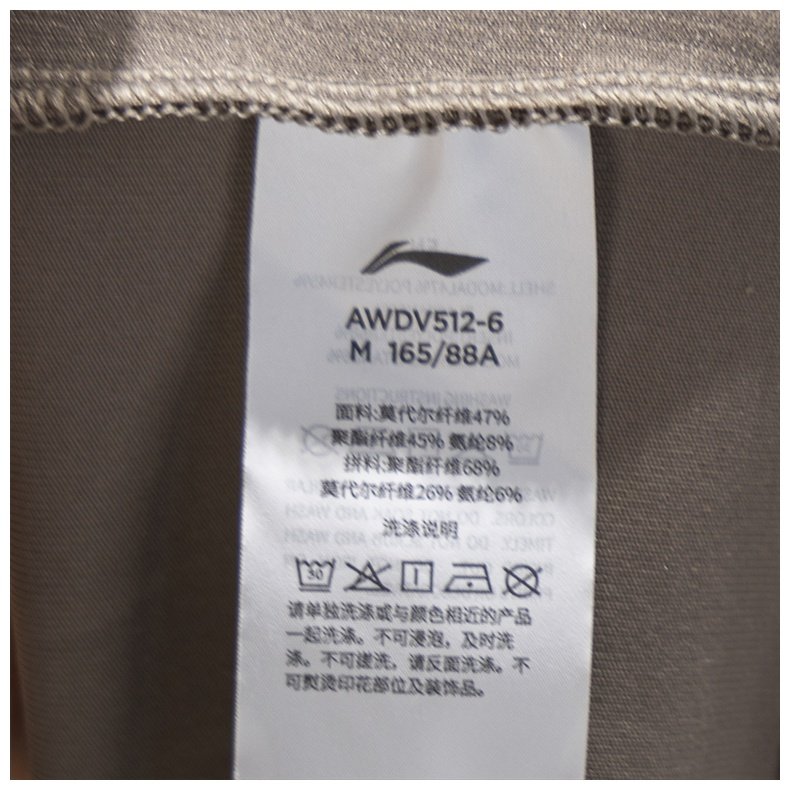 AWDV512-6
M 165/88A
面料:莫代尔纤维47%
聚酯纤维45% 氨纶8%
拼料:聚酯纤维68%
莫代尔纤维26% 氨纶6%
洗涤说明
30
请单独洗涤或与颜色相近的产品
一起洗涤。不可浸泡，及时洗
涤。不可搓洗，请反面洗涤。不
可熨烫印花部位及装饰品。